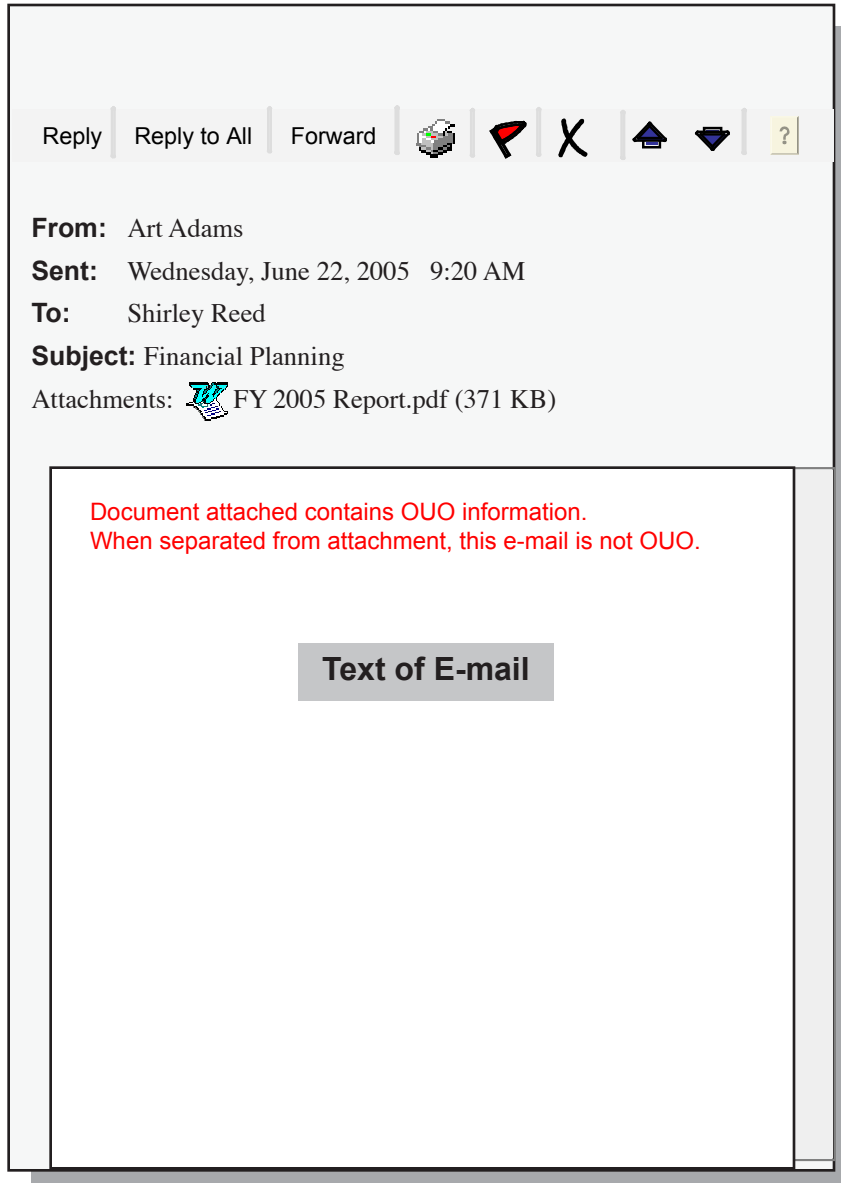 Reply Reply to All Forward ?
From: Art Adams
Sent: Wednesday, June 22, 2005 9:20 AM
To: Shirley Reed
Subject: Financial Planning
Attachments: W FY 2005 Report.pdf (371 KB)
Document attached contains OUO information.
When separated from attachment, this e-mail is not OUO.
Text of E-mail